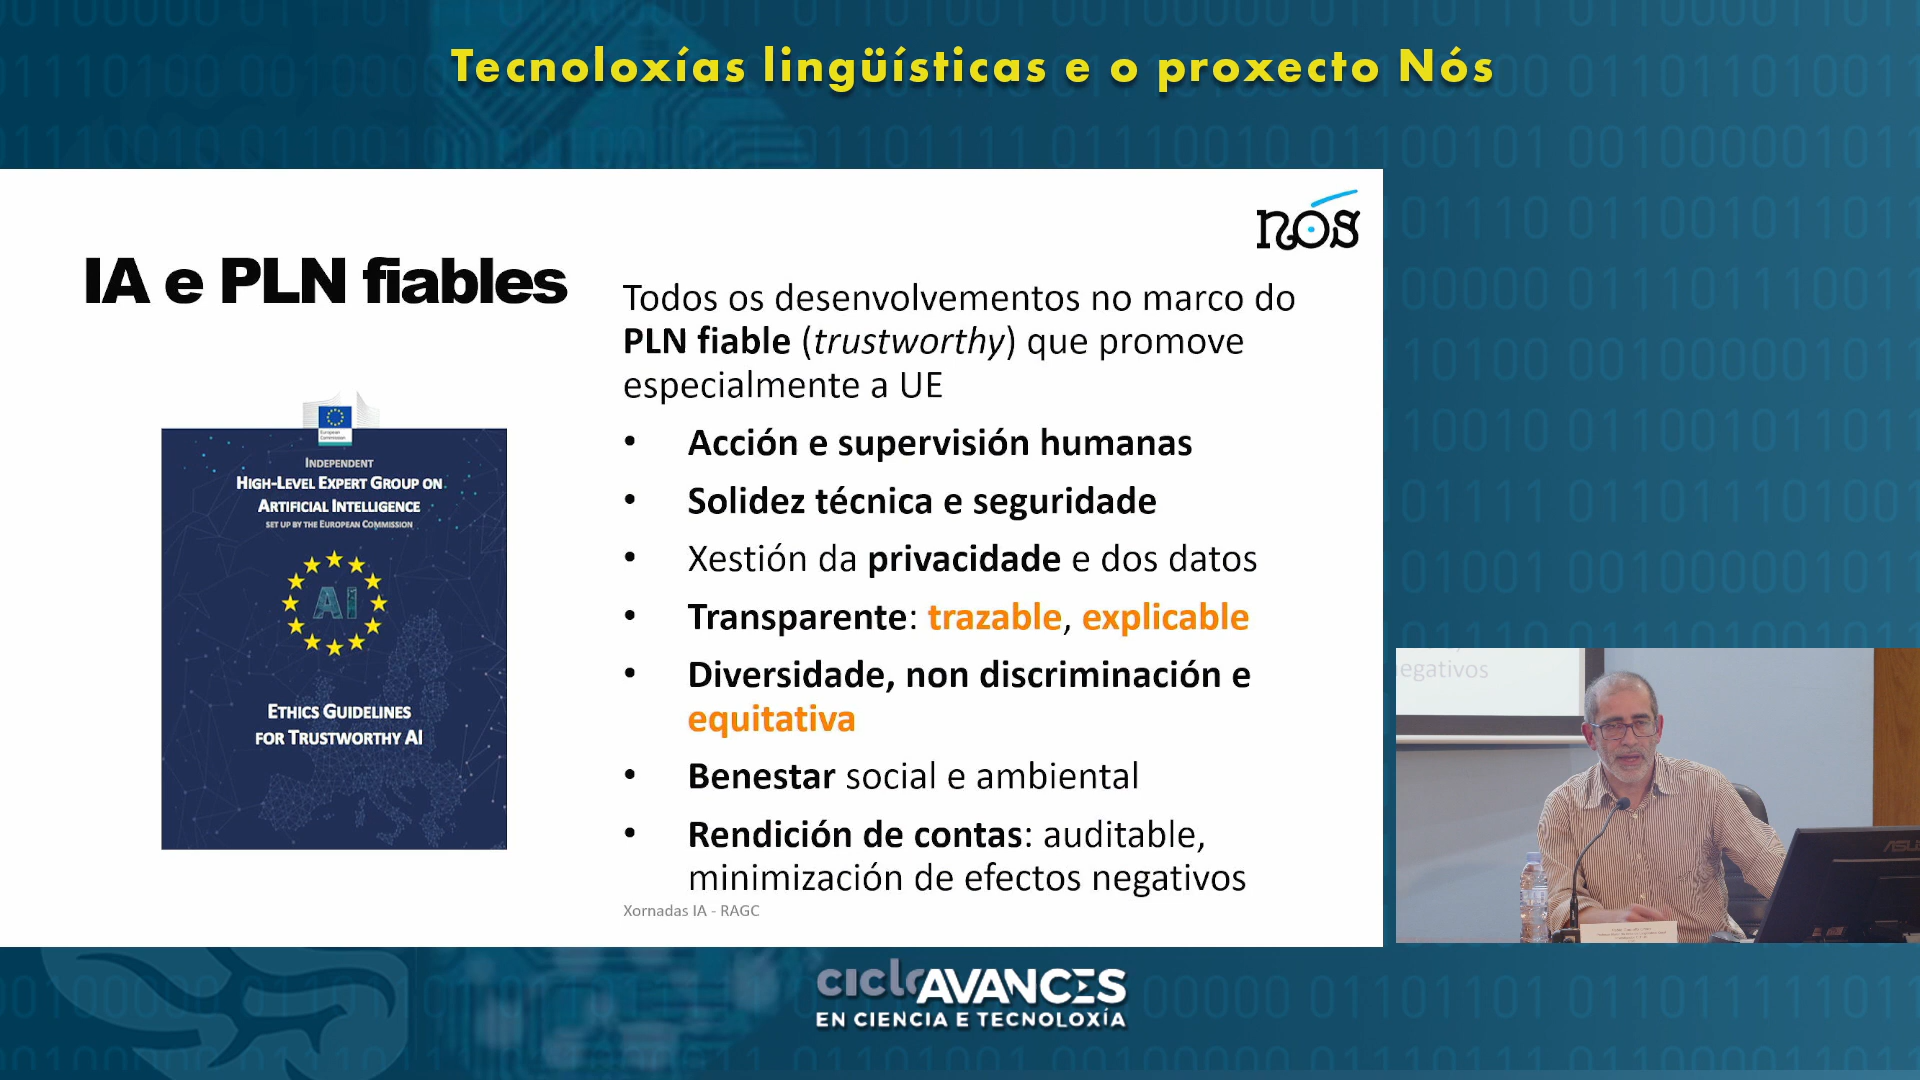 Tecnoloxías lingüísticas e o proxecto Nós
nós
IA e PLN fiables
European
Commission
INDEPENDENT
HIGH-LEVEL EXPERT GROUP ON
ARTIFICIAL INTELLIGENCE
SET UP BY THE EUROPEAN COMMISSION
AI
ETHICS GUIDELINES
FOR TRUSTWORTHY AI
Todos os desenvolvementos no marco do
PLN fiable (trustworthy) que promove
especialmente a UE
• Acción e supervisión humanas
• Solidez técnica e seguridade
• Xestión da privacidade e dos datos
• Transparente: trazable, explicable
• Diversidade, non discriminación e
equitativa
• Benestar social e ambiental
• Rendición de contas: auditable,
minimización de efectos negativos
Xornadas IA - RAGC
egativos
ASUS
ciclo AVANCES
EN CIENCIA E TECNOLOXÍA